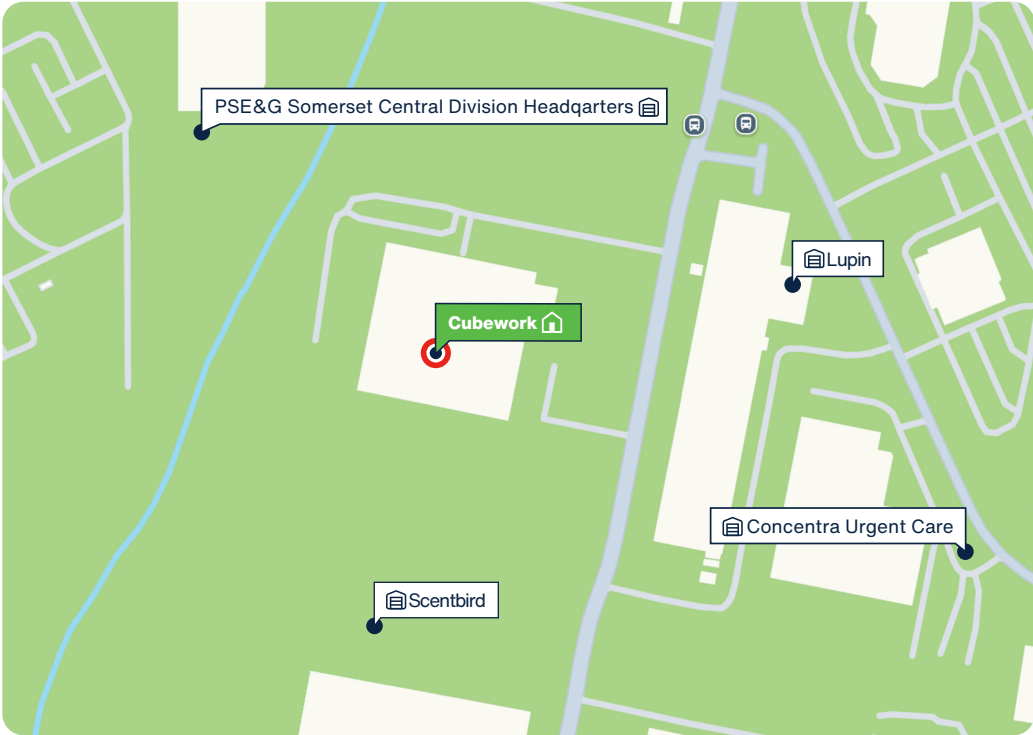 PSE&G Somerset Central Division Headqarters
Lupin
Cubework
Concentra Urgent Care
Scentbird